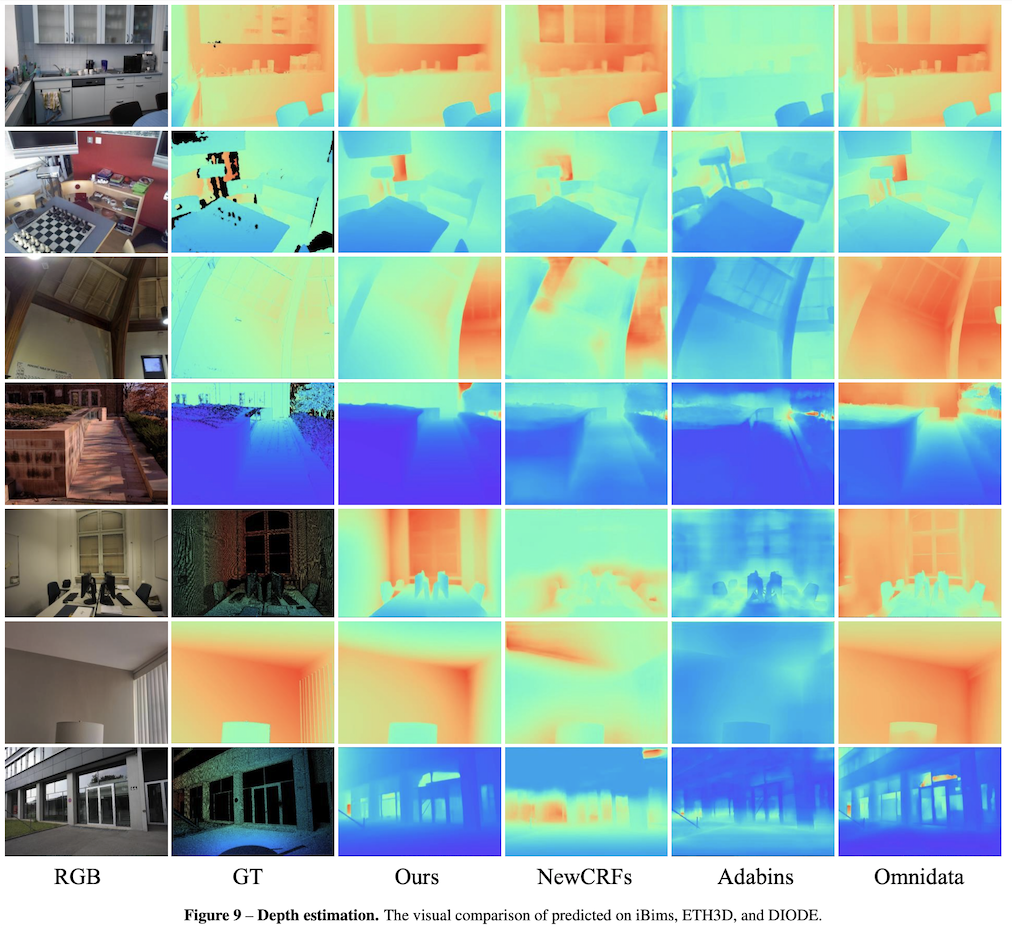 RGB GT Ours NewCRFs Adabins Omnidata
Figure 9 – Depth estimation. The visual comparison of predicted on iBims, ETH3D, and DIODE.